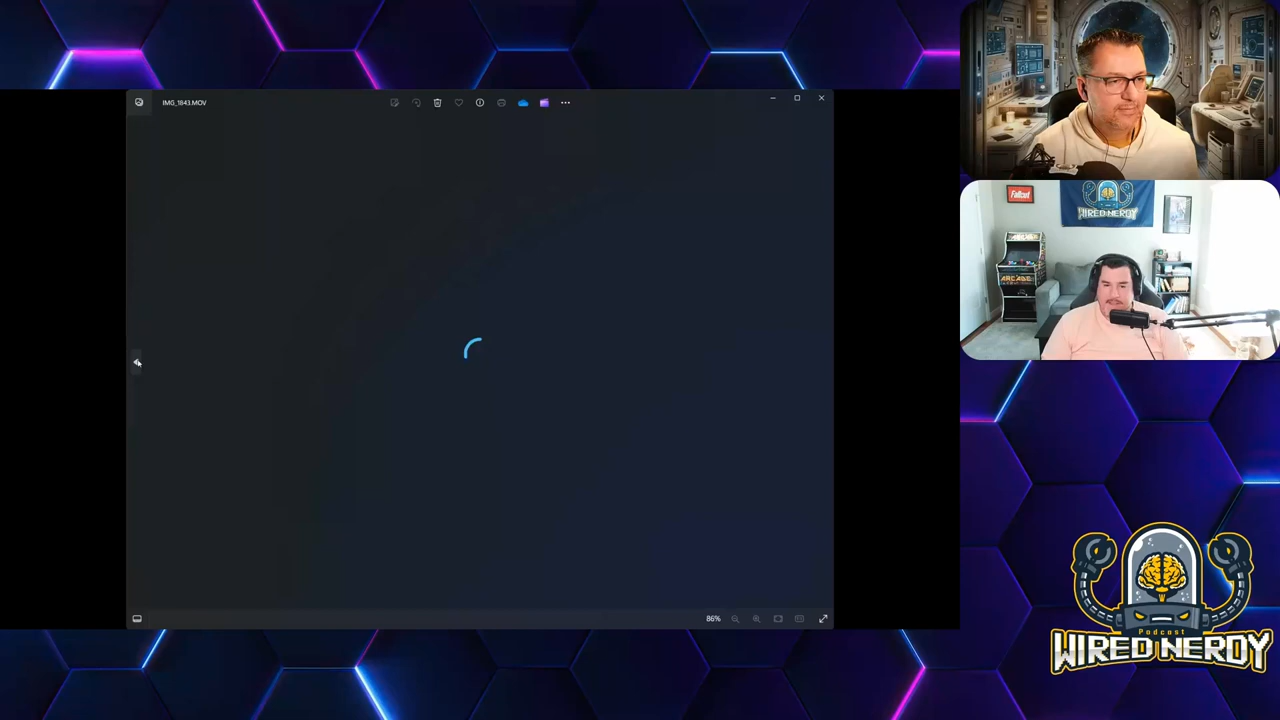 IMG_1843.MOV
86%
Fallout
WIRED NERDY
ARCADE
Podcast
WIRED NERDY